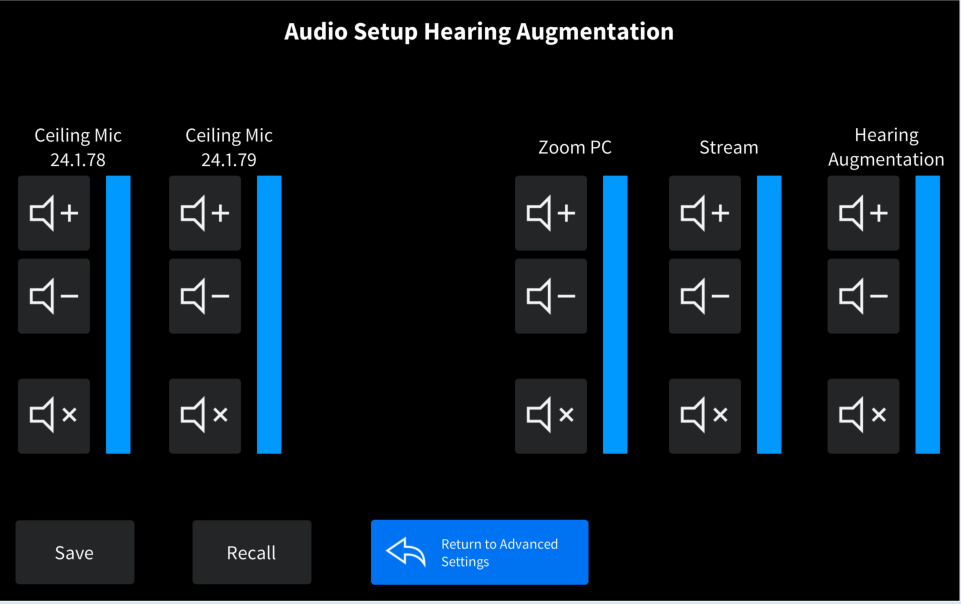 Audio Setup Hearing Augmentation
Ceiling Mic
24.1.78
Ceiling Mic
24.1.79
Zoom PC
Stream
Hearing
Augmentation
Save
Recall
Return to Advanced
Settings